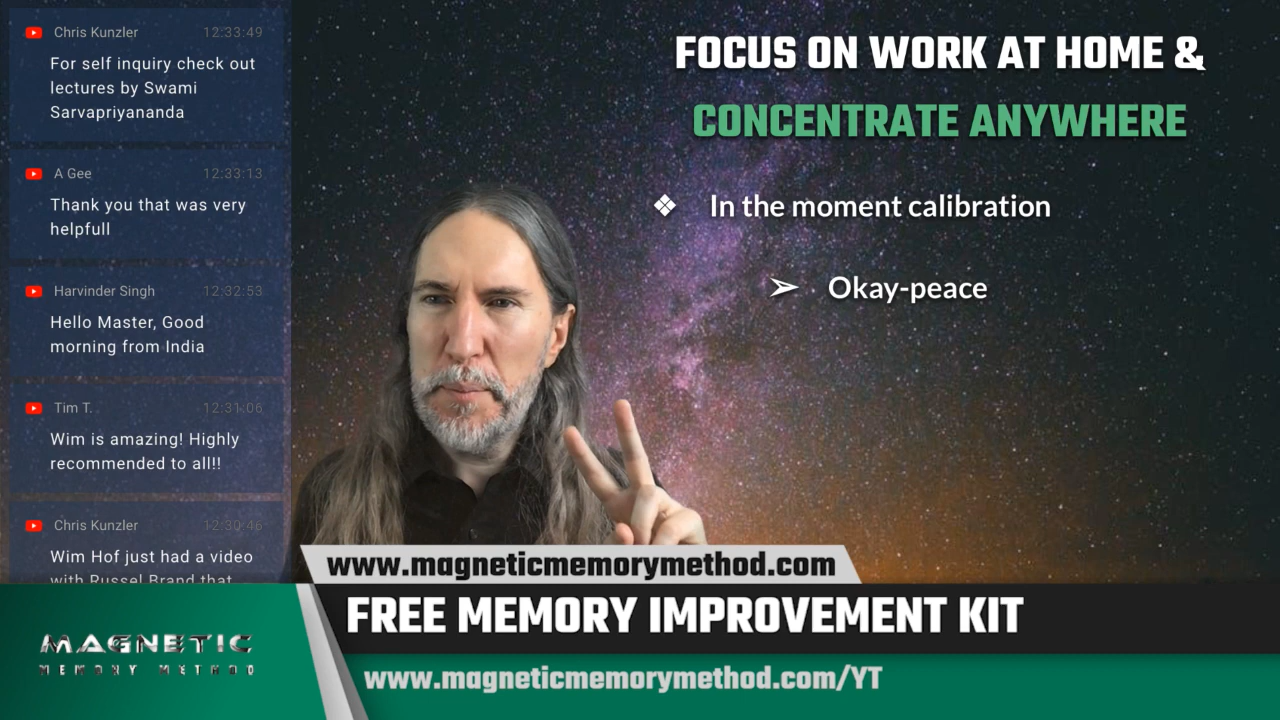 Chris Kunzler 12:33:49
For self inquiry check out
lectures by Swami
Sarvapriyananda
A Gee 12:33:13
Thank you that was very
helpfull
Harvinder Singh 12:32:53
Hello Master, Good
morning from India
Tim T. 12:31:06
Wim is amazing! Highly
recommended to all!!
Chris Kunzler 12:30:46
Wim Hof just had a video
with Russel Brand that
FOCUS ON WORK AT HOME &
CONCENTRATE ANYWHERE
❖ In the moment calibration
➢ Okay-peace
www.magneticmemorymethod.com
FREE MEMORY IMPROVEMENT KIT
www.magneticmemorymethod.com/YT
MAGNETIC
MEMORY METHOD